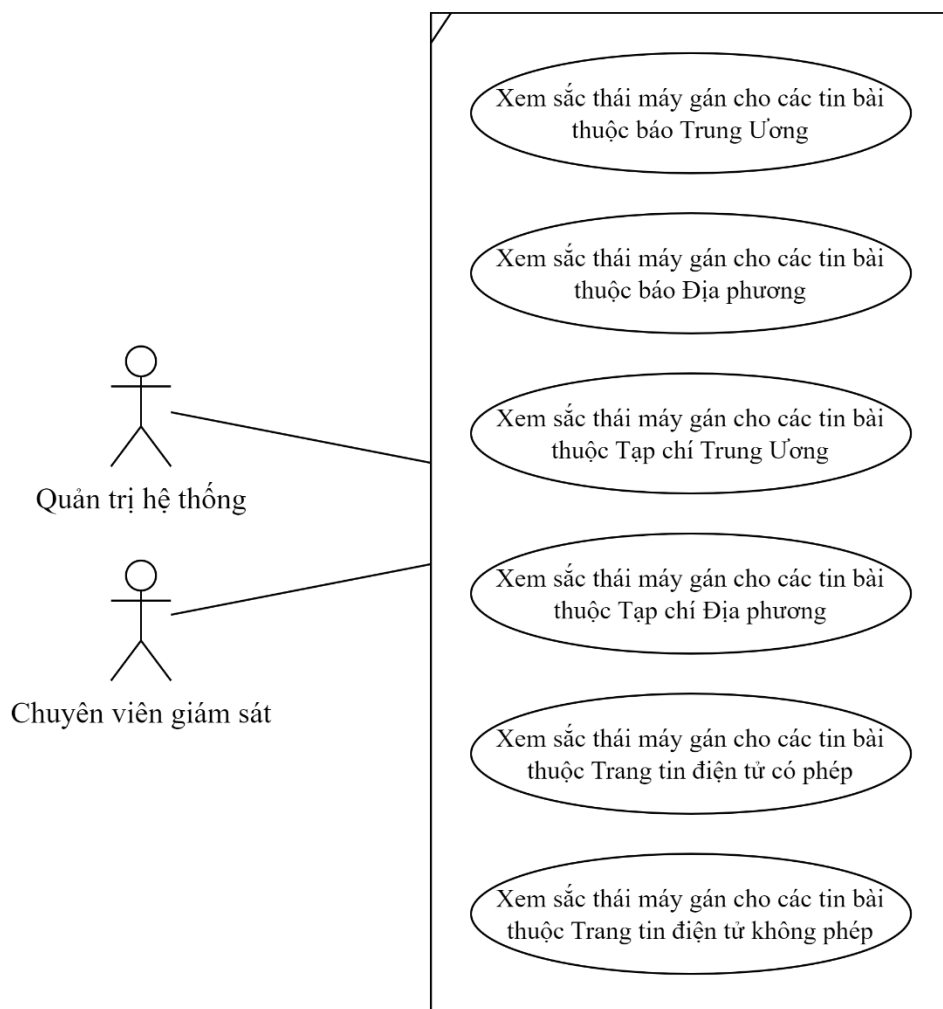 Xem sắc thái máy gán cho các tin bài
thuộc báo Trung Ương
Xem sắc thái máy gán cho các tin bài
thuộc báo Địa phương
Xem sắc thái máy gán cho các tin bài
thuộc Tạp chí Trung Ương
Xem sắc thái máy gán cho các tin bài
thuộc Tạp chí Địa phương
Xem sắc thái máy gán cho các tin bài
thuộc Trang tin điện tử có phép
Xem sắc thái máy gán cho các tin bài
thuộc Trang tin điện tử không phép
Quản trị hệ thống
Chuyên viên giám sát